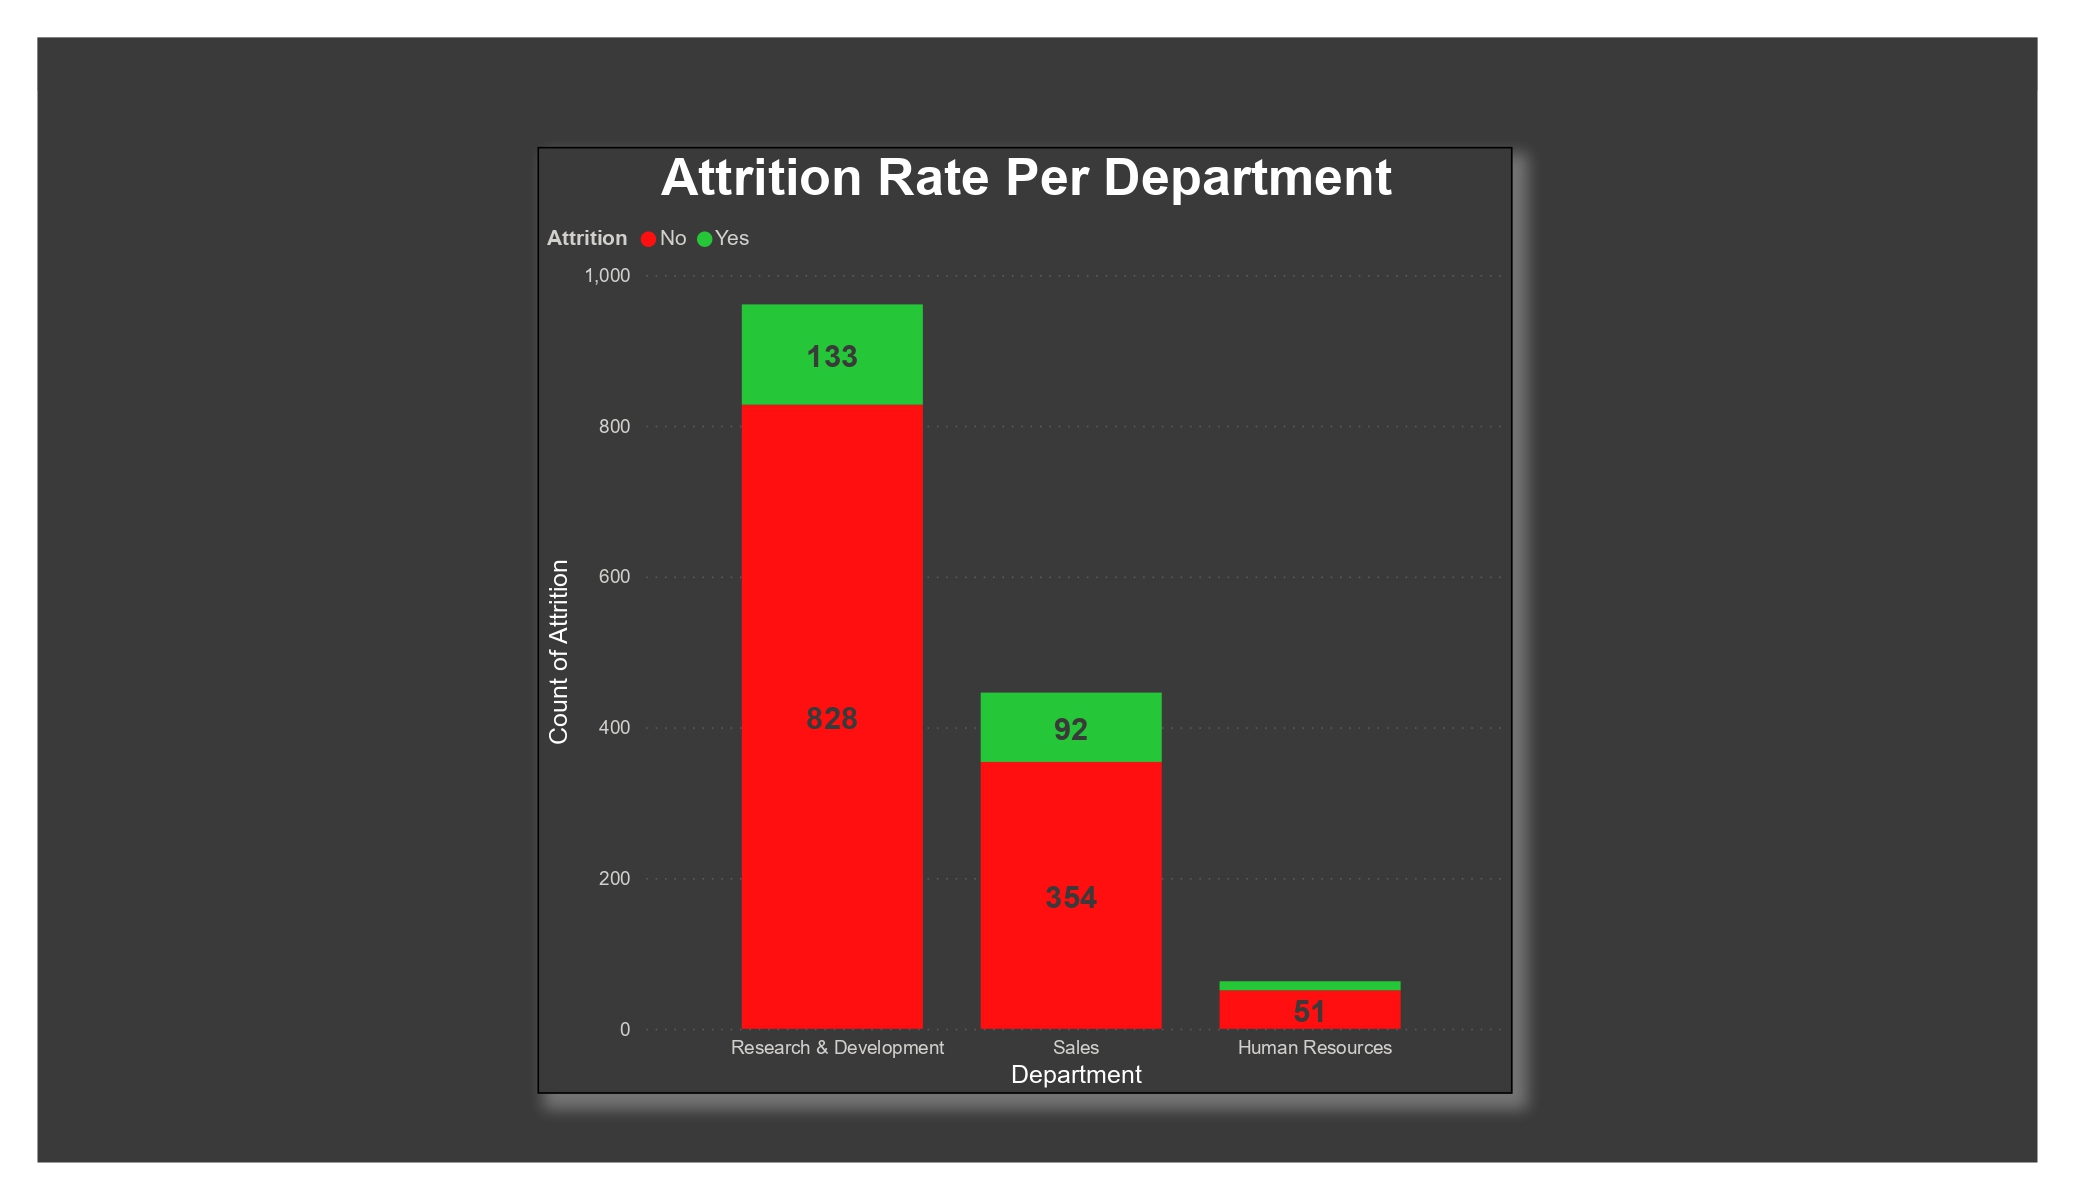 Attrition Rate Per Department
Attrition No Yes
1,000
800
600
400
200
0
Count of Attrition
133
828
92
354
51
Research & Development Sales Human Resources
Department